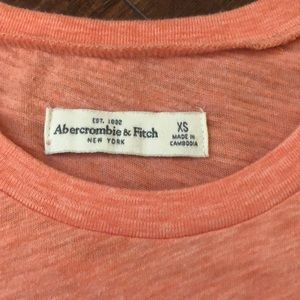 EST. 1892
Abercrombie & Fitch
NEW YORK
XS
MADE IN
CAMBODIA